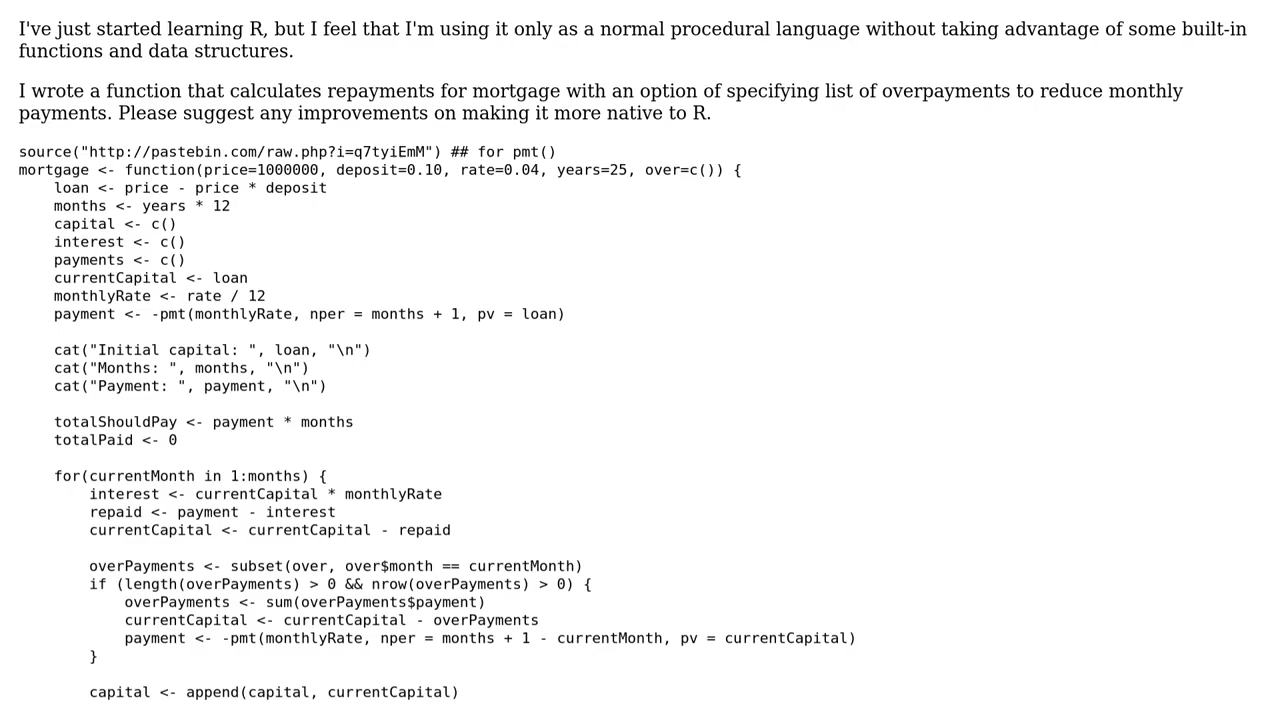 I've just started learning R, but I feel that I'm using it only as a normal procedural language without taking advantage of some built-in
functions and data structures.
I wrote a function that calculates repayments for mortgage with an option of specifying list of overpayments to reduce monthly
payments. Please suggest any improvements on making it more native to R.
source("http://pastebin.com/raw.php?i=q7tyiEmM") ## for pmt()
mortgage <- function(price=1000000, deposit=0.10, rate=0.04, years=25, over=c()) {
    loan <- price - price * deposit
    months <- years * 12
    capital <- c()
    interest <- c()
    payments <- c()
    currentCapital <- loan
    monthlyRate <- rate / 12
    payment <- -pmt(monthlyRate, nper = months + 1, pv = loan)
    cat("Initial capital: ", loan, "\n")
    cat("Months: ", months, "\n")
    cat("Payment: ", payment, "\n")
    totalShouldPay <- payment * months
    totalPaid <- 0
    for(currentMonth in 1:months) {
        interest <- currentCapital * monthlyRate
        repaid <- payment - interest
        currentCapital <- currentCapital - repaid
        overPayments <- subset(over, over$month == currentMonth)
        if (length(overPayments) > 0 && nrow(overPayments) > 0) {
            overPayments <- sum(overPayments$payment)
            currentCapital <- currentCapital - overPayments
            payment <- -pmt(monthlyRate, nper = months + 1 - currentMonth, pv = currentCapital)
        }
        capital <- append(capital, currentCapital)